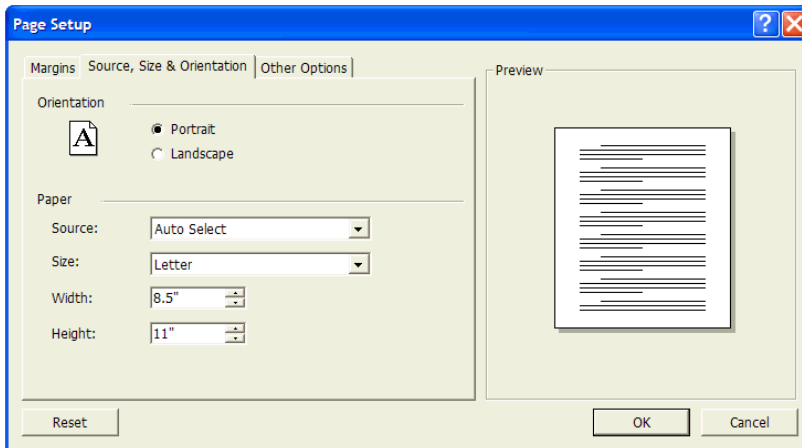 Page Setup
Margins Source, Size & Orientation Other Options
Orientation
A
Portrait
Landscape
Paper
Source: Auto Select
Size: Letter
Width: 8.5"
Height: 11"
Preview
Reset OK Cancel